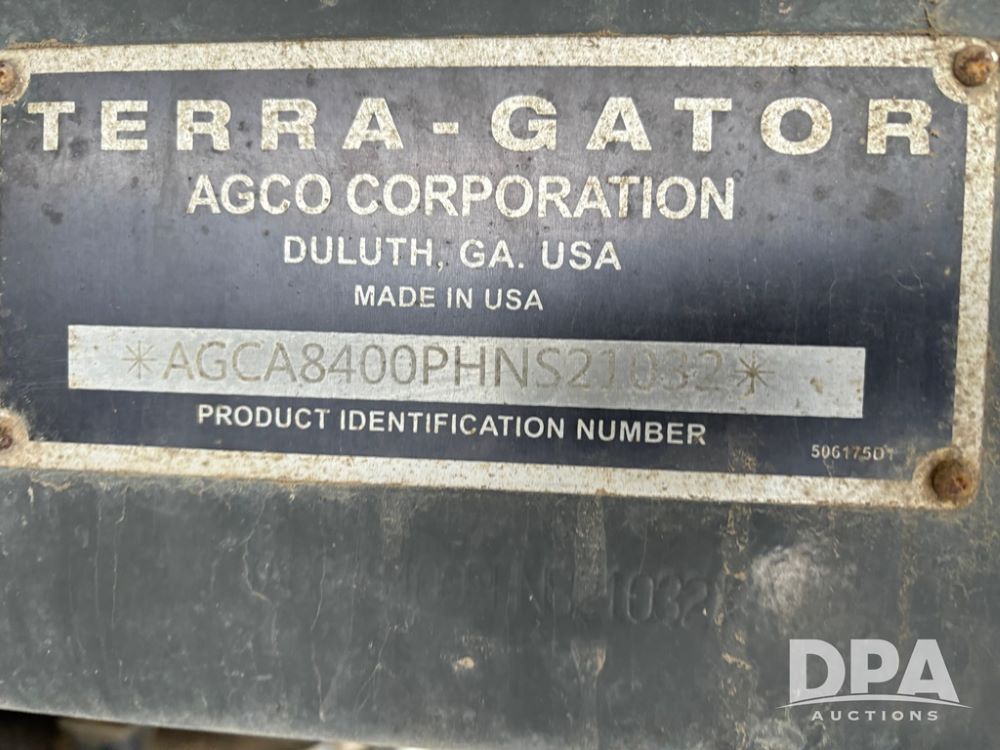 TERRA-GATOR
AGCO CORPORATION
DULUTH, GA. USA
MADE IN USA
*AGCA8400PHNS21032*
PRODUCT IDENTIFICATION NUMBER
506175D1
DPA
AUCTIONS